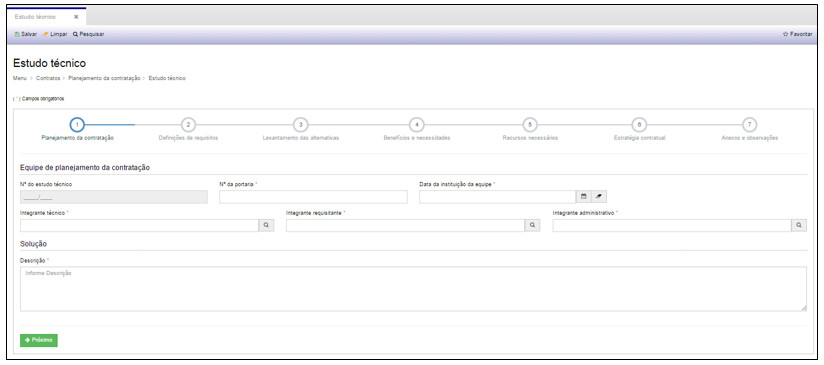 Estudo técnico ×
Salvar Limpar Pesquisar Favoritar
Estudo técnico
Menu > Contratos > Planejamento da contratação > Estudo técnico
( * ) Campos obrigatórios
1 2 3 4 5 6 7
Planejamento da contratação Definições de requisitos Levantamento das alternativas Benefícios e necessidades Recursos necessários Estratégia contratual Anexos e observações
Equipe de planejamento da contratação
Nº do estudo técnico Nº da portaria * Data da instituição da equipe *
_____/____
Integrante técnico * Integrante requisitante * Integrante administrativo *
Solução
Descrição *
Informe Descrição
Próximo